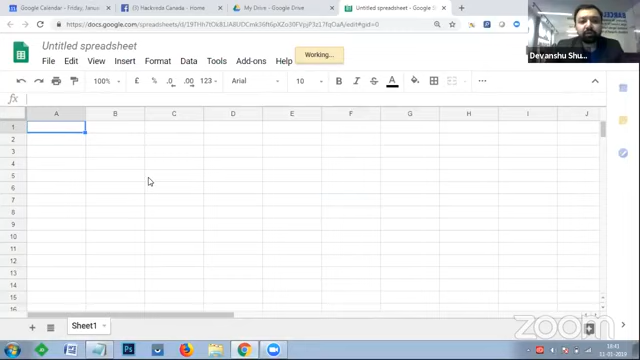 Google Calendar - Friday, Janua
Hackveda Canada - Home
My Drive - Google Drive
Untitled spreadsheet - Google S
Untitled spreadsheet
Working...
File Edit View Insert Format Data Tools Add-ons Help
100% $ % .0 .00 123 Arial 10 B I S A
Devanshu Shu...
fx
A B C D E F G H I J
1
2
3
4
5
6
7
8
9
10
11
12
13
14
15
16
Sheet1
zoom
18:41
11-01-2019